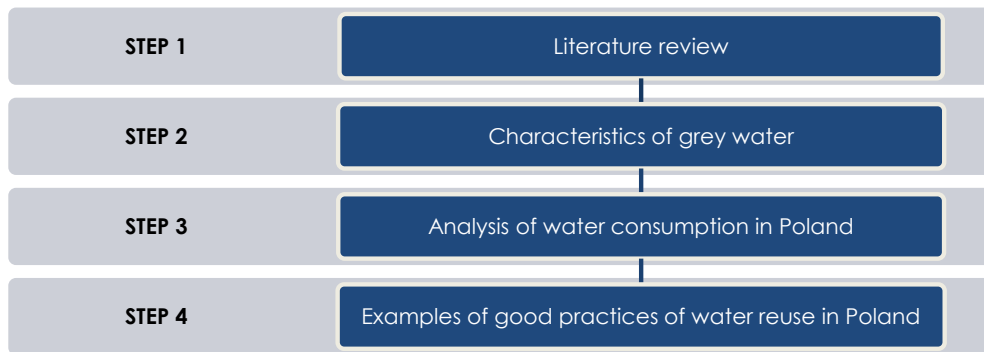 STEP 1
Literature review
STEP 2
Characteristics of grey water
STEP 3
Analysis of water consumption in Poland
STEP 4
Examples of good practices of water reuse in Poland